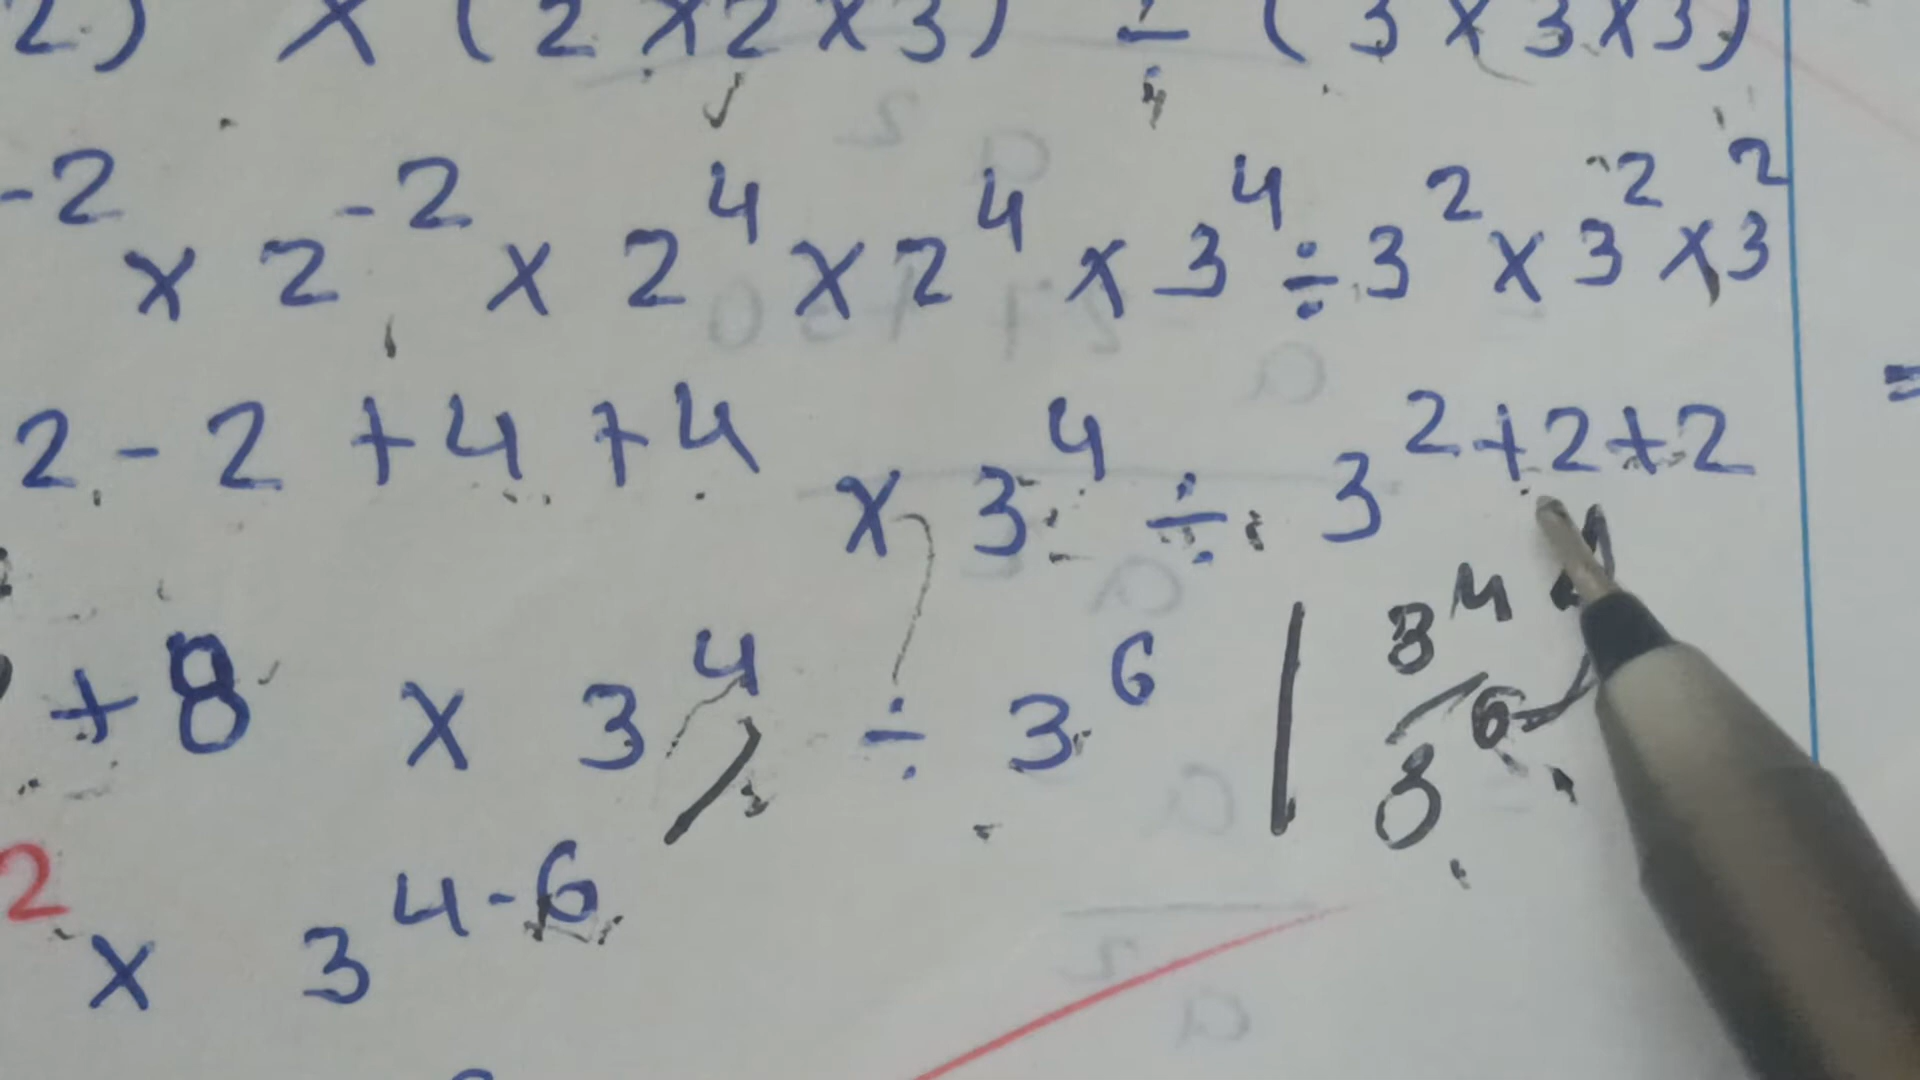 2) × (2×2×3) ÷ (3×3×3)
-2 × 2^-2 × 2^4 × 2^4 × 3^4 ÷ 3^2 × 3^2 × 3^2
2 - 2 + 4 + 4 × 3^4 ÷ 3^2+2+2 =
+ 8 × 3^4 ÷ 3^6 | 3^4 / 3^6
2 × 3^4-6